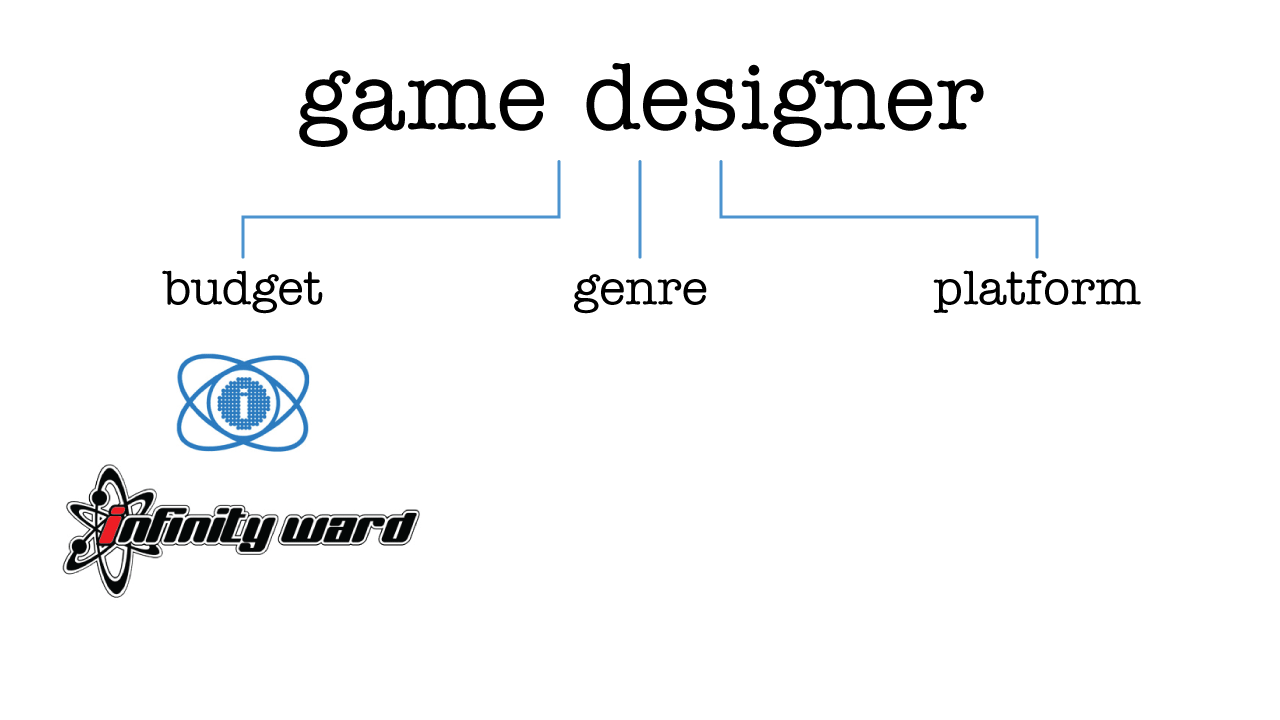 game designer
budget genre platform
i
infinity ward